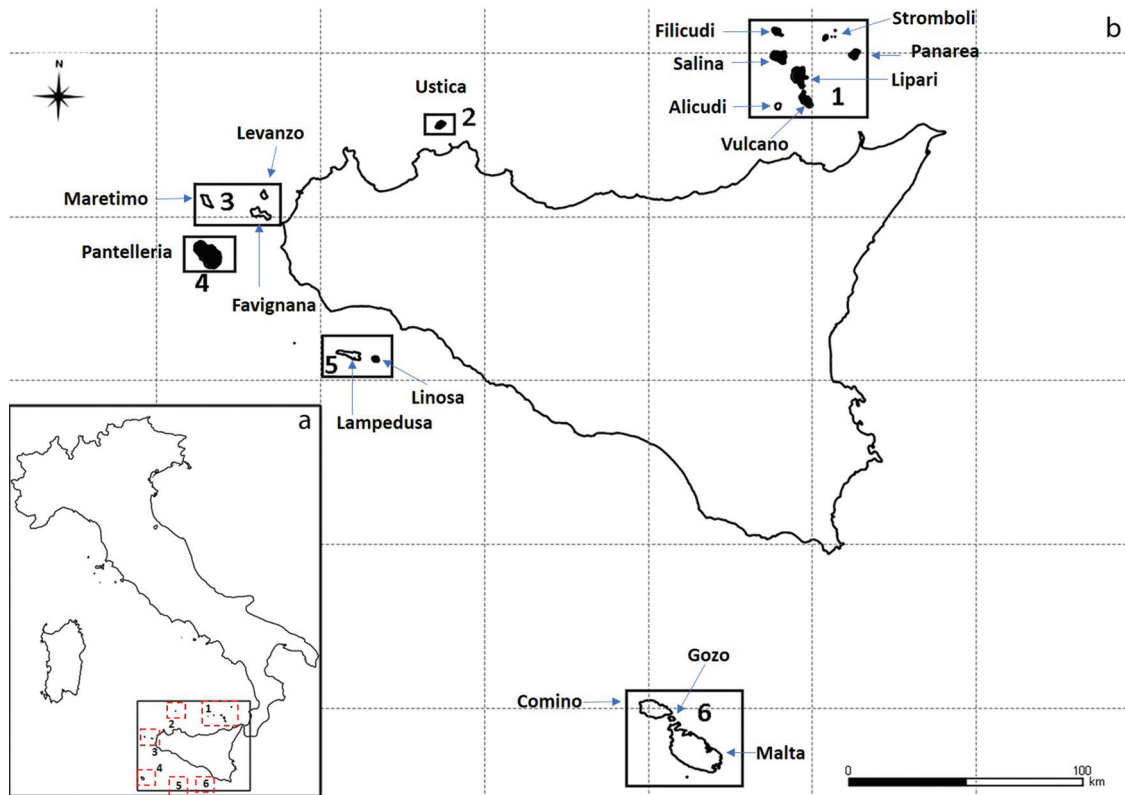 b
N
Filicudi
Stromboli
Salina
Panarea
Lipari
Alicudi
1
Vulcano
Ustica
2
Levanzo
Maretimo
3
Pantelleria
4
Favignana
5
Linosa
Lampedusa
a
1
2
3
4
5
6
Gozo
Comino
6
Malta
0
100
km